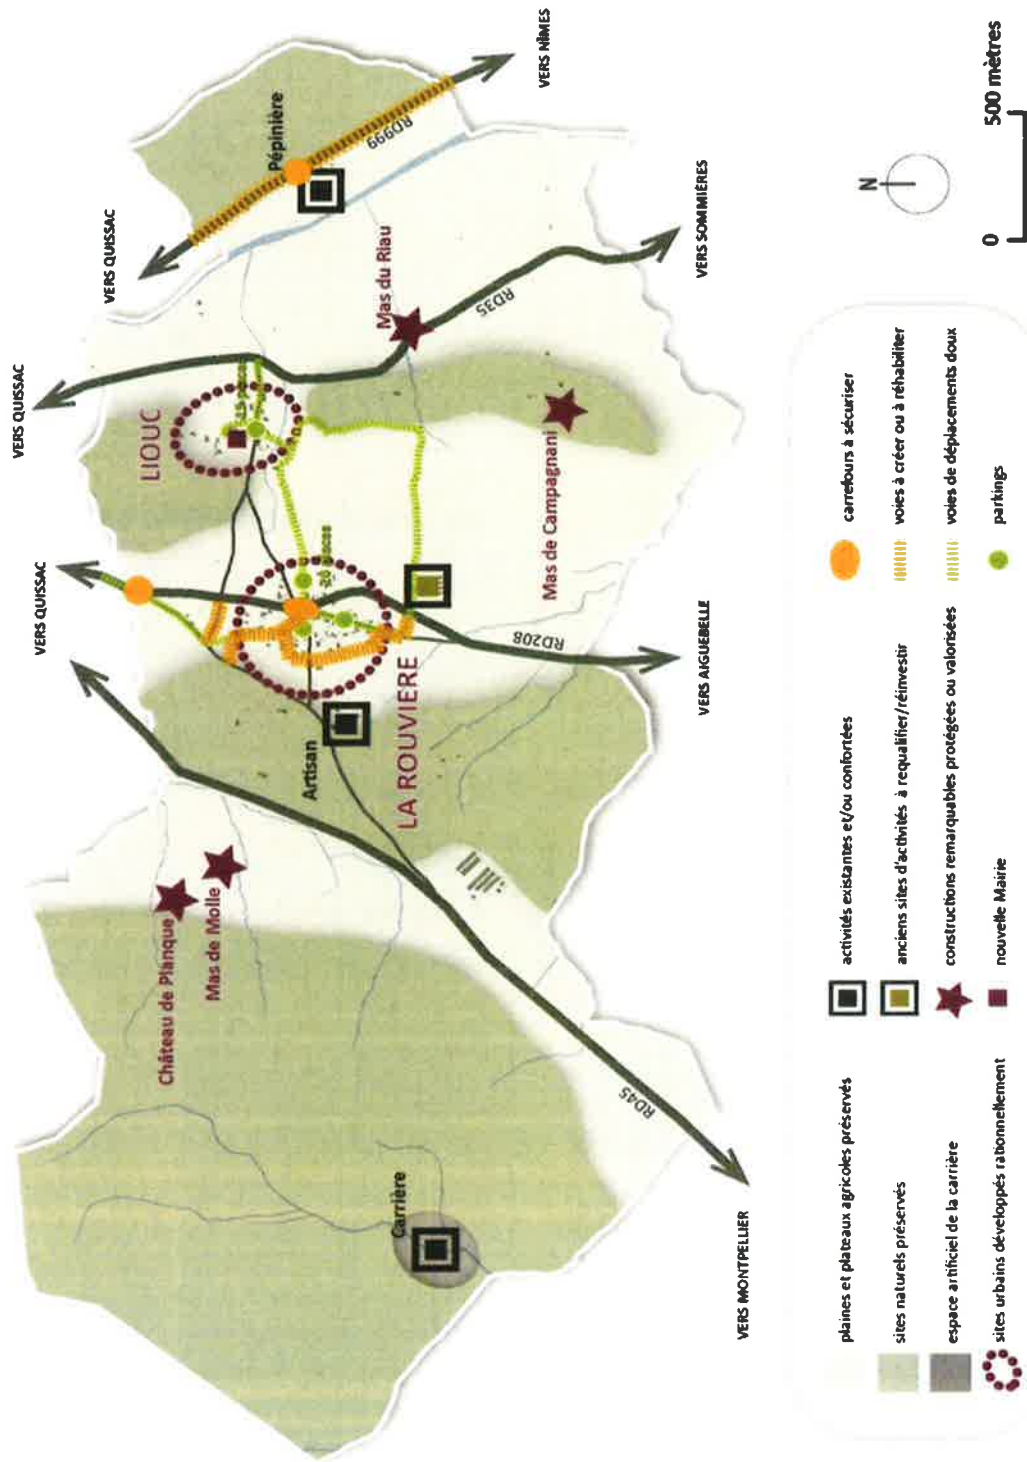 VERS QUISSAC
VERS QUISSAC
VERS QUISSAC
VERS NÎMES
LIOUC
Pépinière
RD999
Château de Planque
Mas de Molle
Artisan
20 places
Mas du Riau
LA ROUVIERE
RD35
Carrière
RD208
Mas de Campagnani
RD45
VERS MONTPELLIER
VERS AIGUEBELLE
VERS SOMMIÈRES
N
0
500 mètres
plaines et plateaux agricoles préservés
sites naturels préservés
espace artificiel de la carrière
sites urbains développés rationnellement
activités existantes et/ou confortées
anciens sites d'activités à requalifier/réinvestir
constructions remarquables protégées ou valorisées
nouvelle Mairie
carrefours à sécuriser
voies à créer ou à réhabiliter
voies de déplacements doux
parkings
VERS QUISSAC